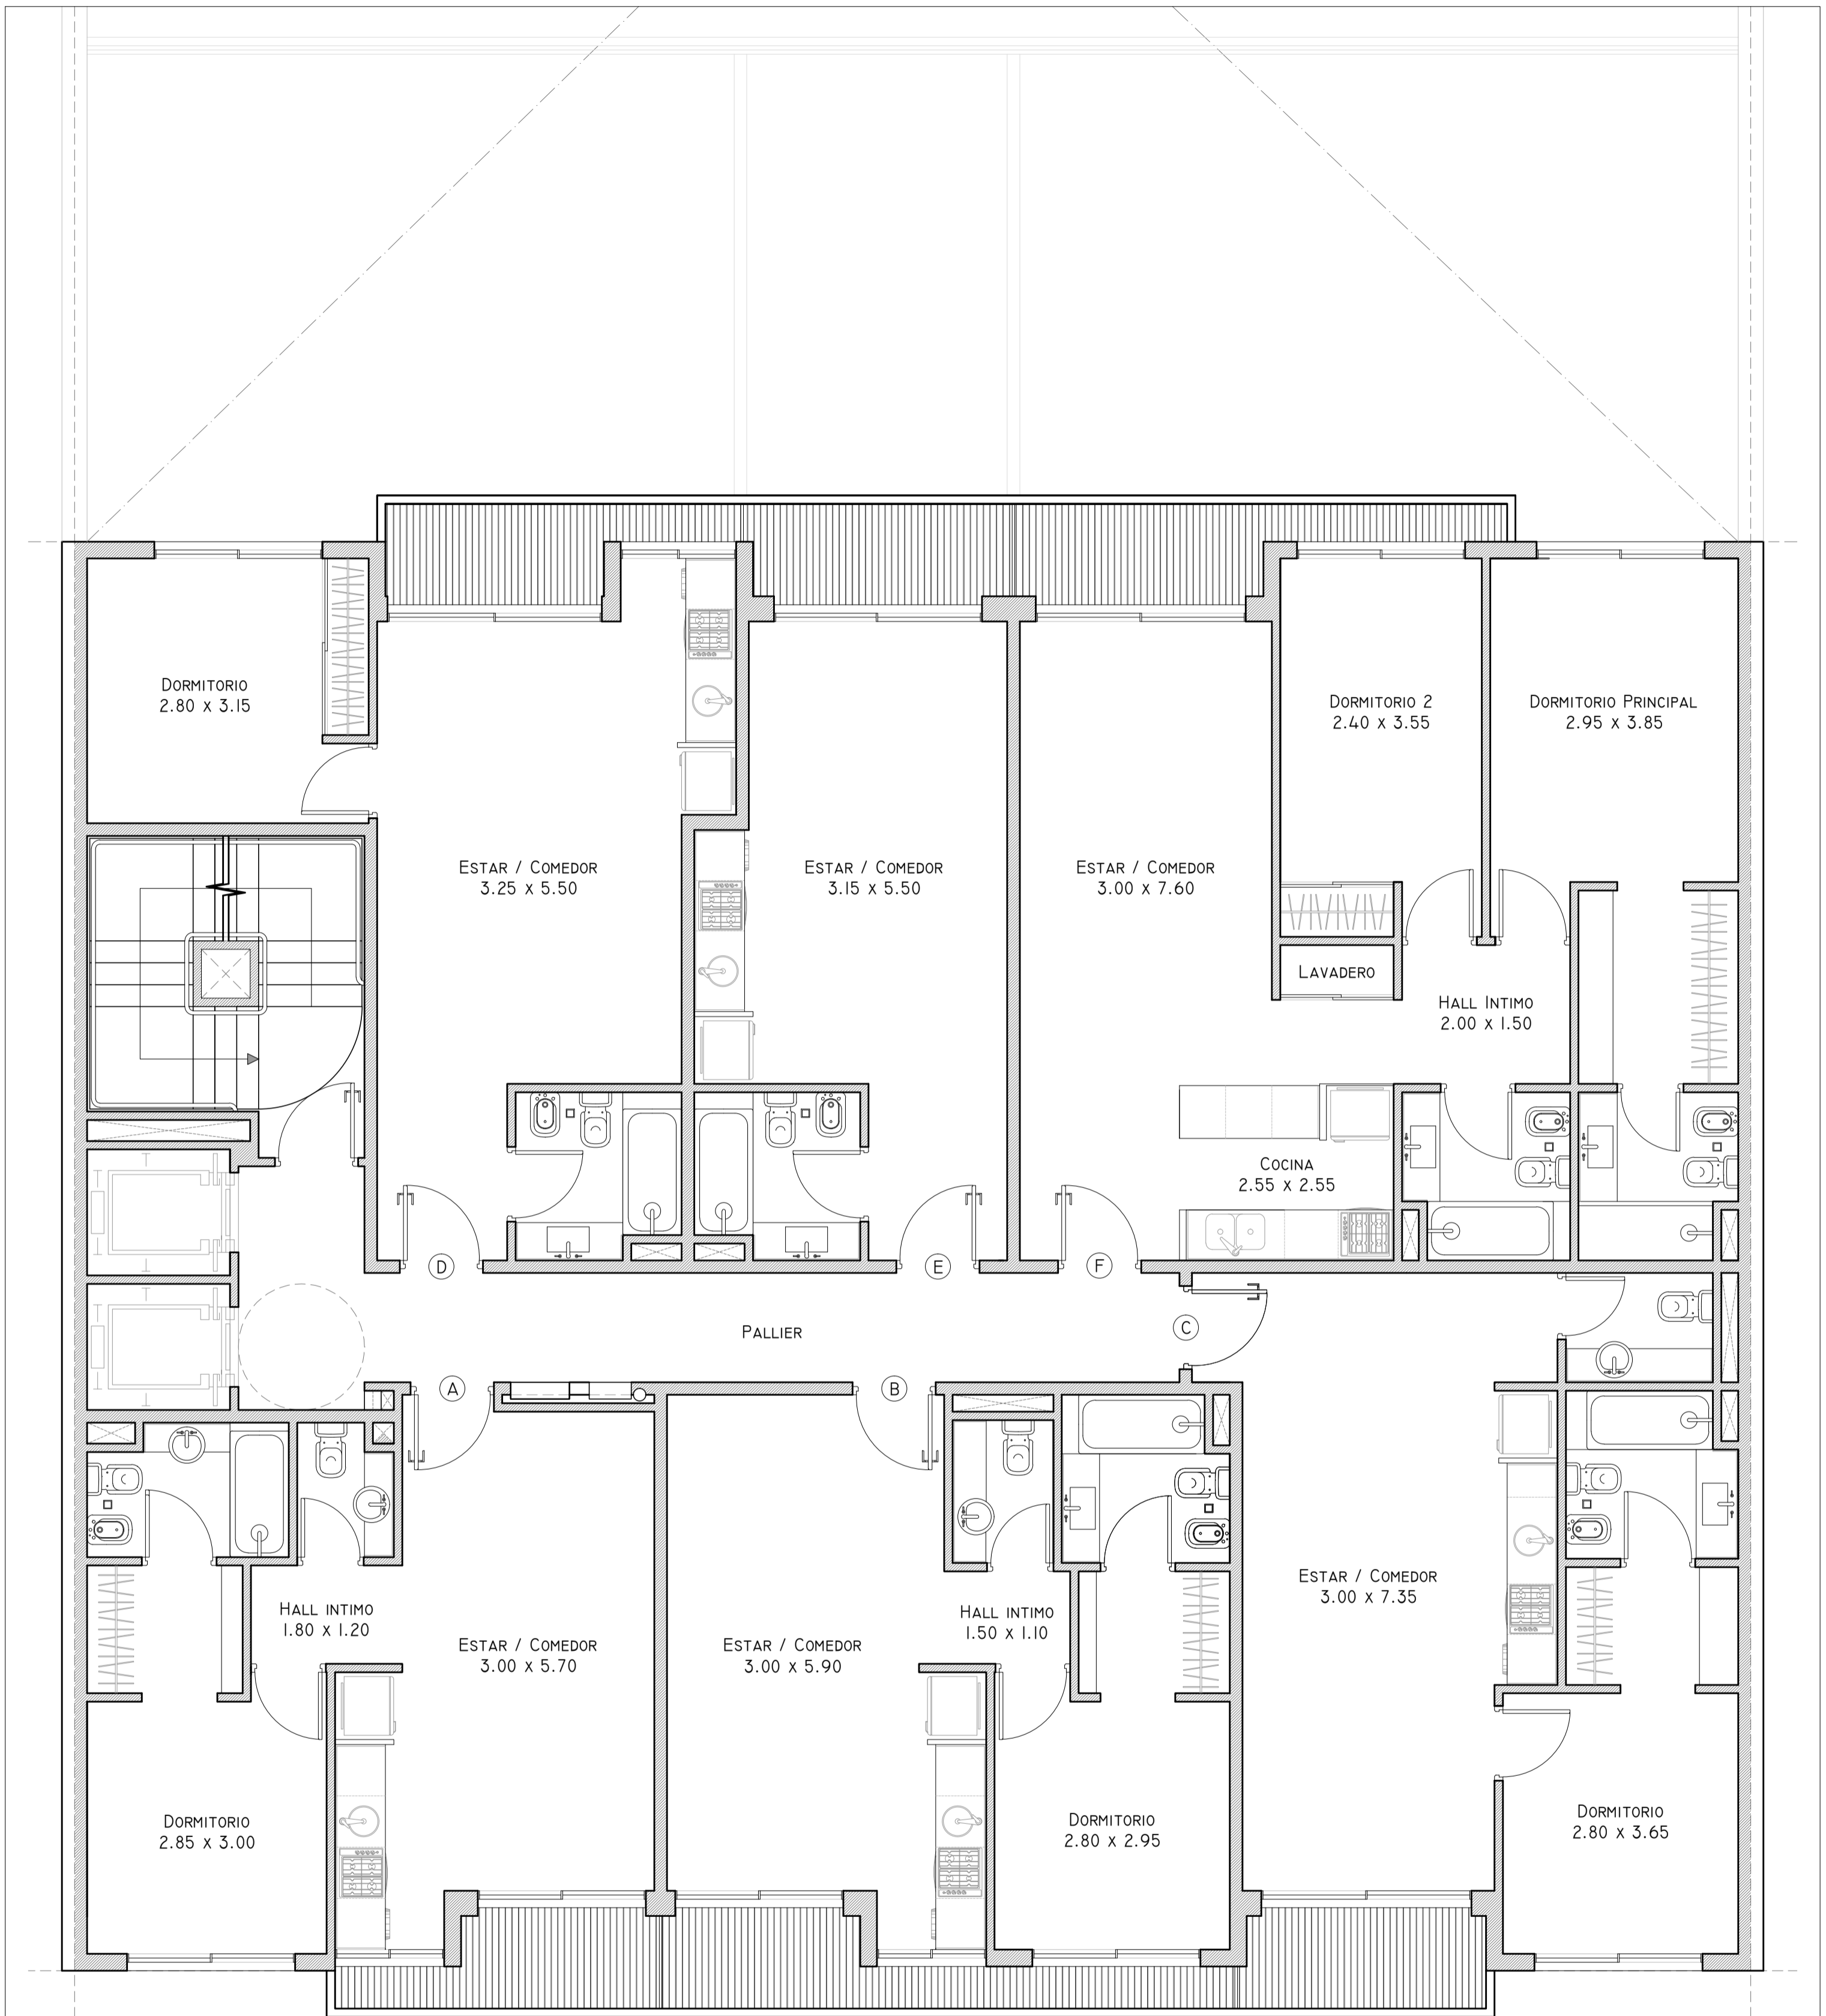 Dormitorio
2.80 x 3.15
Dormitorio 2
2.40 x 3.55
Dormitorio Principal
2.95 x 3.85
Estar / Comedor
3.25 x 5.50
Estar / Comedor
3.15 x 5.50
Estar / Comedor
3.00 x 7.60
Lavadero
Hall Intimo
2.00 x 1.50
Cocina
2.55 x 2.55
D
E
F
Pallier
C
A
B
Estar / Comedor
3.00 x 7.35
Hall intimo
1.80 x 1.20
Hall intimo
1.50 x 1.10
Estar / Comedor
3.00 x 5.70
Estar / Comedor
3.00 x 5.90
Dormitorio
2.85 x 3.00
Dormitorio
2.80 x 2.95
Dormitorio
2.80 x 3.65